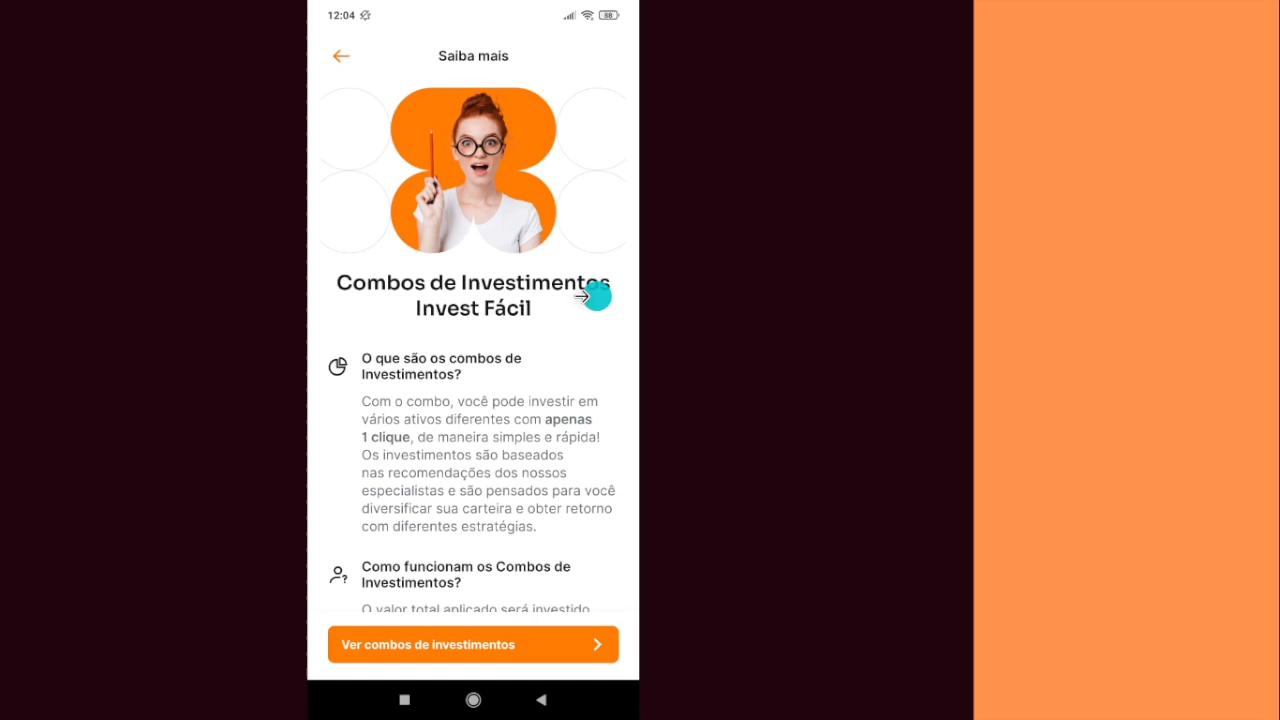 12:04
88
Saiba mais
Combos de Investimentos
Invest Fácil
O que são os combos de
Investimentos?
Com o combo, você pode investir em
vários ativos diferentes com apenas
1 clique, de maneira simples e rápida!
Os investimentos são baseados
nas recomendações dos nossos
especialistas e são pensados para você
diversificar sua carteira e obter retorno
com diferentes estratégias.
Como funcionam os Combos de
Investimentos?
O valor total aplicado será investido
Ver combos de investimentos